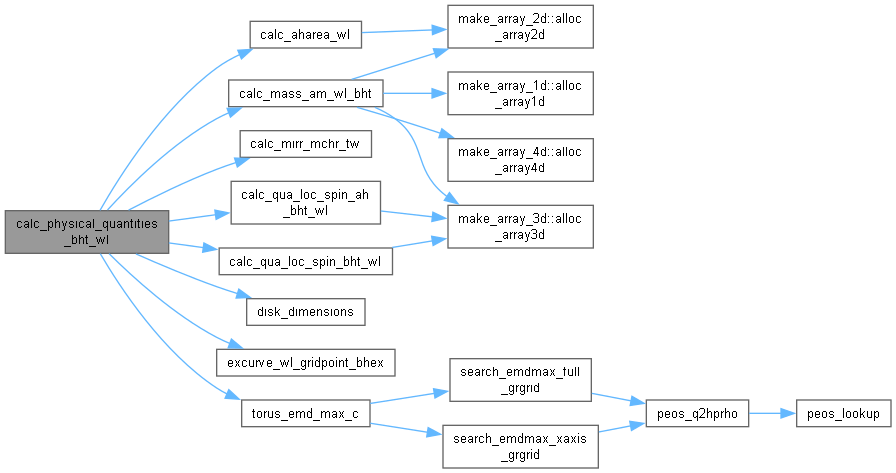 calc_physical_quantities
_bht_wl
calc_aharea_wl
calc_mass_am_wl_bht
calc_mirr_mchr_tw
calc_qua_loc_spin_ah
_bht_wl
calc_qua_loc_spin_bht_wl
disk_dimensions
excurve_wl_gridpoint_bhex
torus_emd_max_c
make_array_2d::alloc
_array2d
make_array_1d::alloc
_array1d
make_array_4d::alloc
_array4d
make_array_3d::alloc
_array3d
search_emdmax_full
_grgrid
search_emdmax_xaxis
_grgrid
peos_q2hprho
peos_lookup